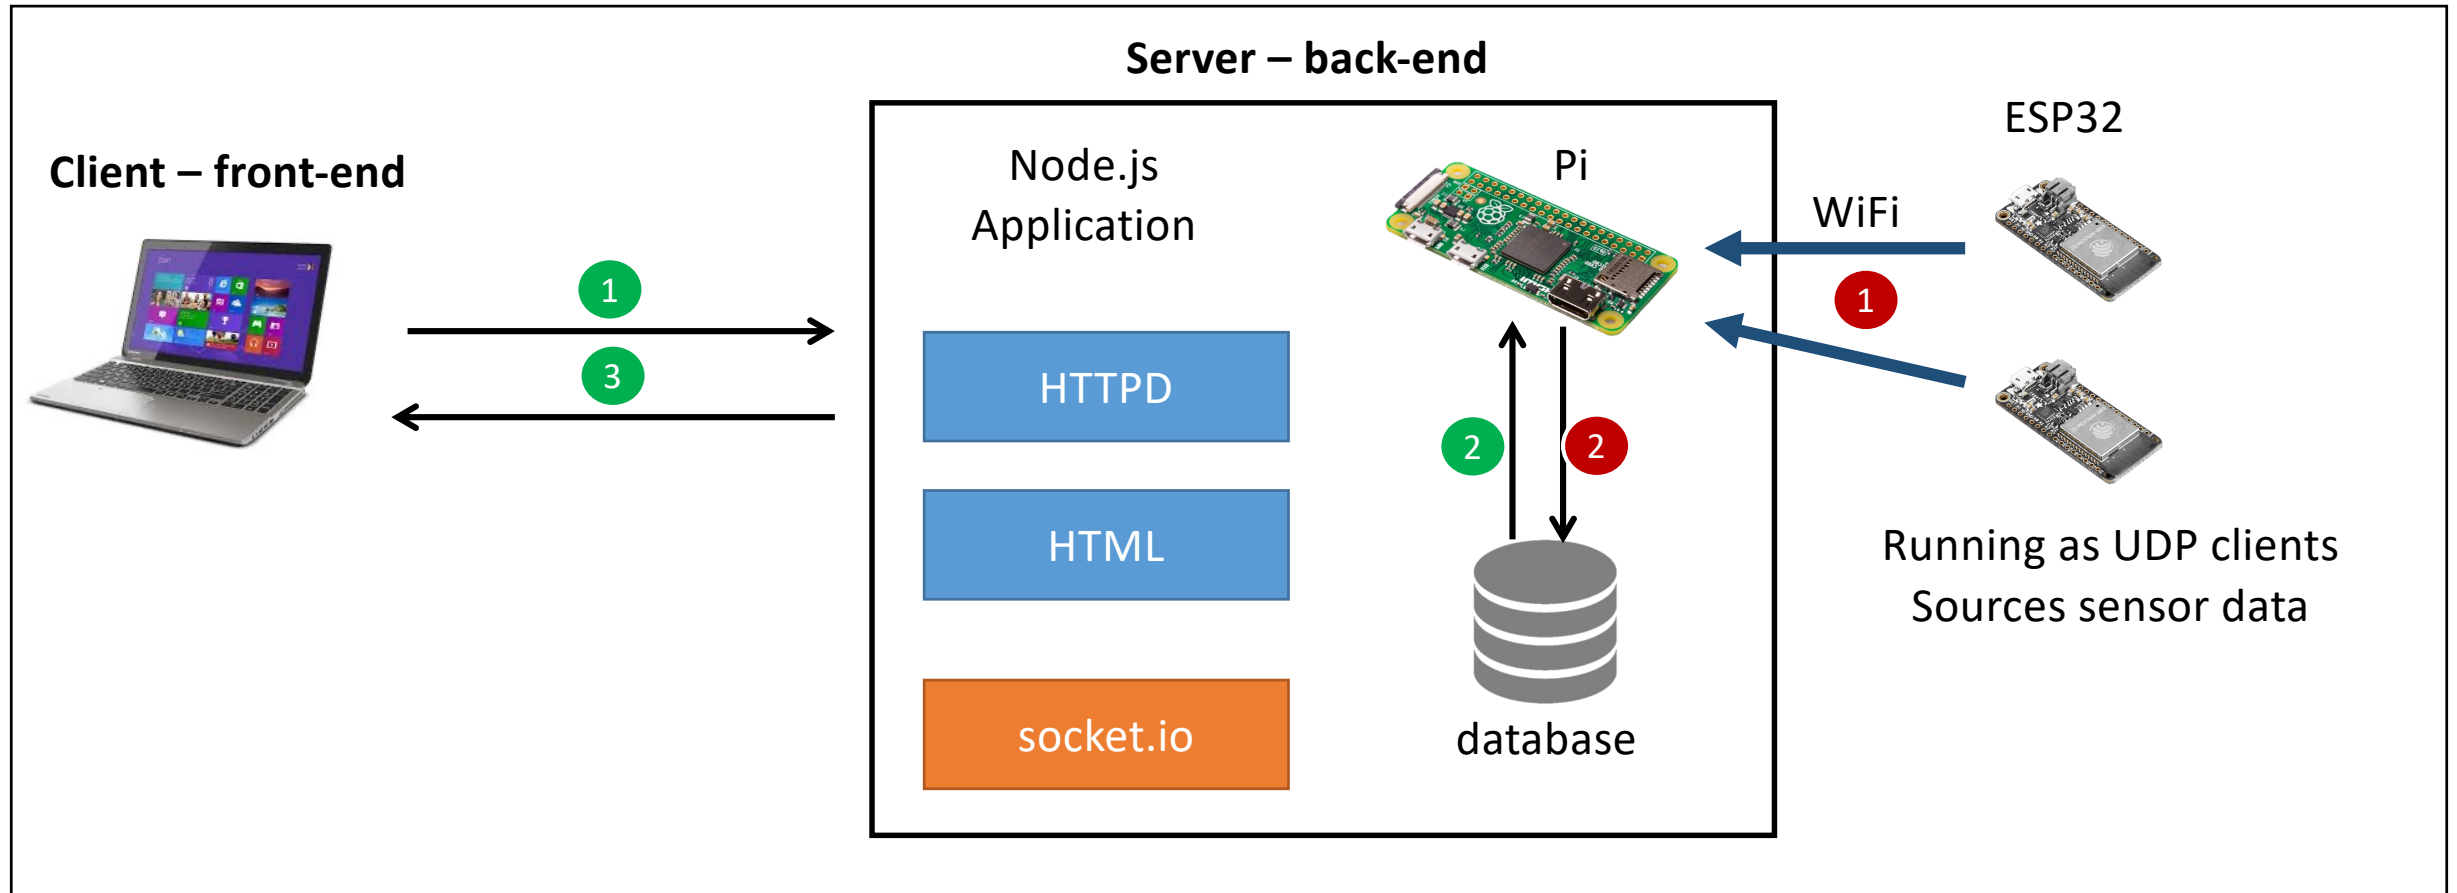 Server – back-end
Client – front-end
Node.js
Application
Pi
ESP32
WiFi
1
3
1
HTTPD
2
2
HTML
socket.io
database
Running as UDP clients
Sources sensor data